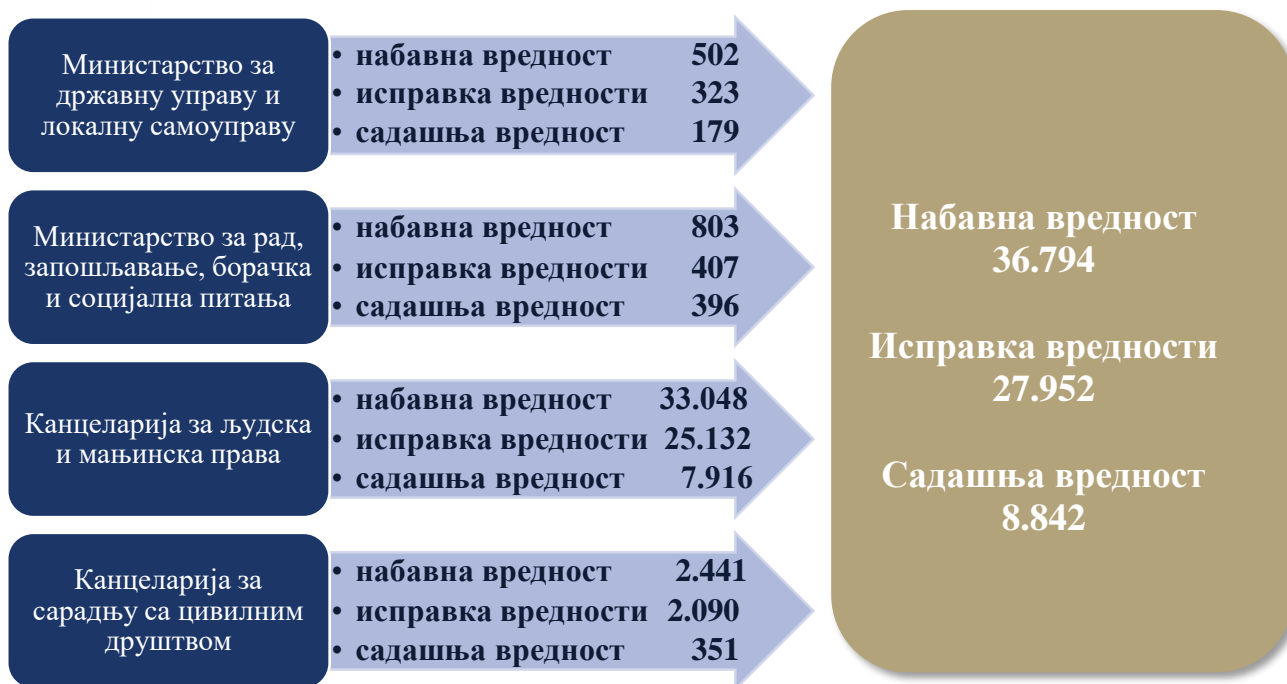 Министарство за
државну управу и
локалну самоуправу
• набавна вредност 502
• исправка вредности 323
• садашња вредност 179
Министарство за рад,
запошљавање, борачка
и социјална питања
• набавна вредност 803
• исправка вредности 407
• садашња вредност 396
Канцеларија за људска
и мањинска права
• набавна вредност 33.048
• исправка вредности 25.132
• садашња вредност 7.916
Канцеларија за
сарадњу са цивилним
друштвом
• набавна вредност 2.441
• исправка вредности 2.090
• садашња вредност 351
Набавна вредност
36.794
Исправка вредности
27.952
Садашња вредност
8.842